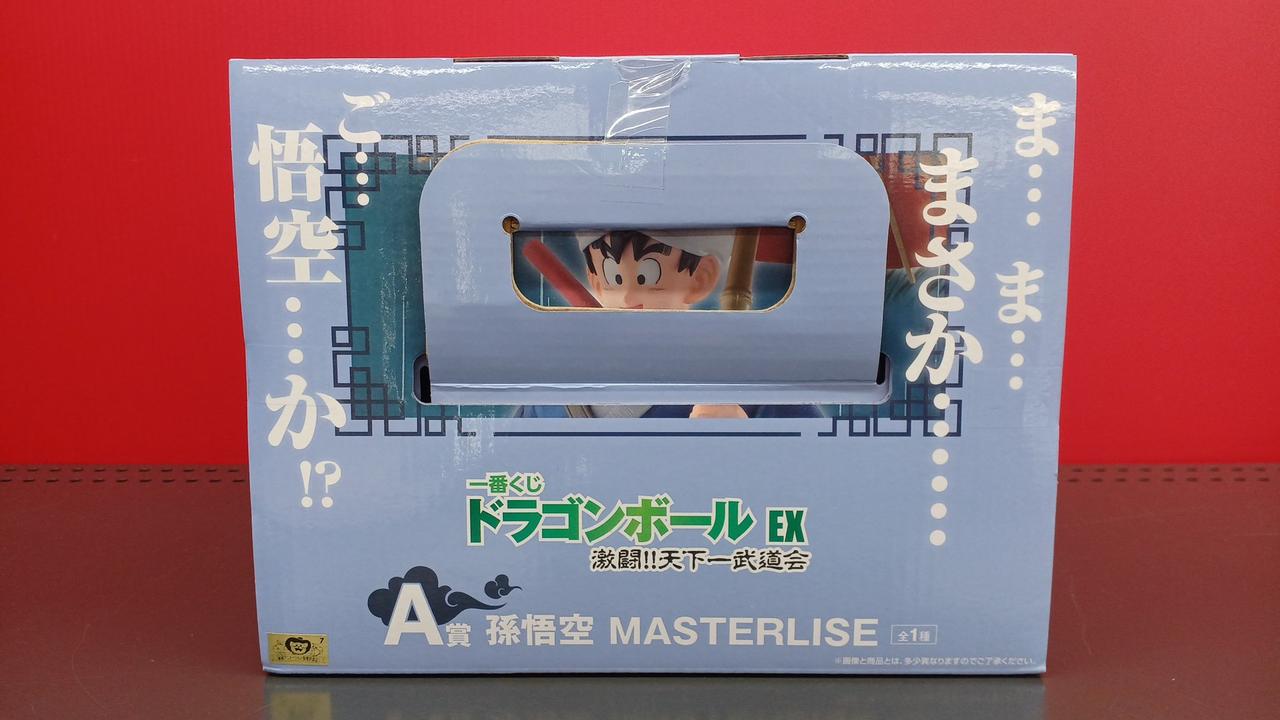 ま…ま…
まさか……
ご…
悟空…か!?
一番くじ
ドラゴンボール EX
激闘!!天下一武道会
A賞 孫悟空 MASTERLISE 全1種
※画像と商品とは、多少異なりますのでご了承ください。
7